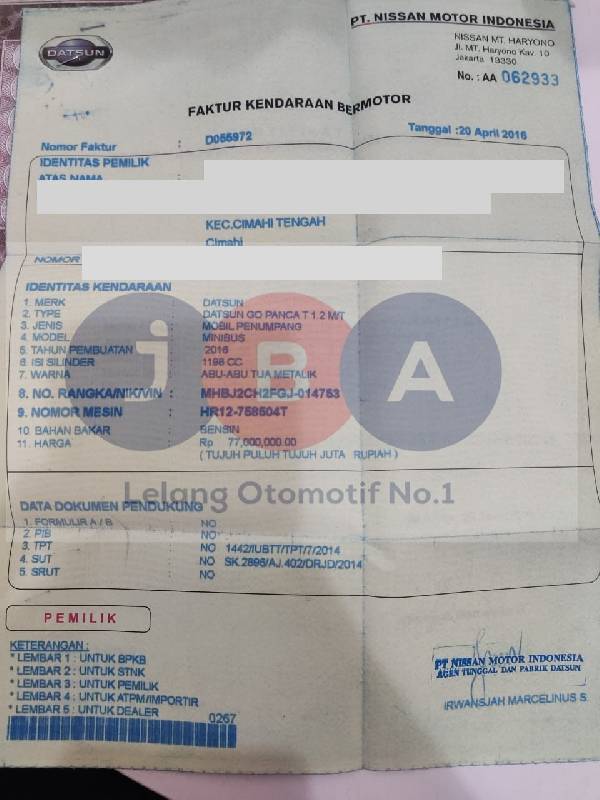 DATSUN
PT. NISSAN MOTOR INDONESIA
NISSAN MT. HARYONO
Jl. MT. Haryono Kav. 10
Jakarta 13330
No. : AA 062933
FAKTUR KENDARAAN BERMOTOR
Nomor Faktur : D055972
Tanggal : 20 April 2016
IDENTITAS PEMILIK
ATAS NAMA
KEC.CIMAHI TENGAH
Cimahi
NOMOR
IDENTITAS KENDARAAN
1. MERK : DATSUN
2. TYPE : DATSUN GO PANCA T 1.2 M/T
3. JENIS : MOBIL PENUMPANG
4. MODEL : MINIBUS
5. TAHUN PEMBUATAN : 2016
6. ISI SILINDER : 1198 CC
7. WARNA : ABU-ABU TUA METALIK
8. NO. RANGKA/NIK/VIN : MHBJ2CH2FGJ-014753
9. NOMOR MESIN : HR12-758504T
10. BAHAN BAKAR : BENSIN
11. HARGA : Rp 77,000,000.00
( TUJUH PULUH TUJUH JUTA RUPIAH )
JBA
Lelang Otomotif No.1
DATA DOKUMEN PENDUKUNG
1. FORMULIR A / B : NO
2. PIB : NO
3. TPT : NO 1442/IUBTT/TPT/7/2014
4. SUT : NO SK.2896/AJ.402/DRJD/2014
5. SRUT : NO
PEMILIK
KETERANGAN :
* LEMBAR 1 : UNTUK BPKB
* LEMBAR 2 : UNTUK STNK
* LEMBAR 3 : UNTUK PEMILIK
* LEMBAR 4 : UNTUK ATPM/IMPORTIR
* LEMBAR 5 : UNTUK DEALER
0267
PT NISSAN MOTOR INDONESIA
AGEN TUNGGAL DAN PABRIK DATSUN
IRWANSJAH MARCELINUS S.